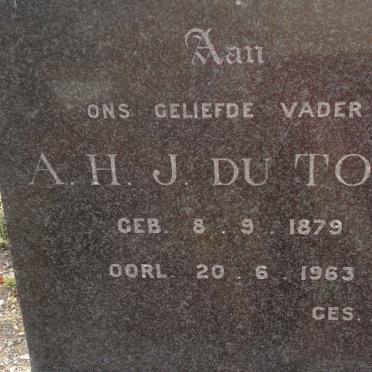 Aan
ONS GELIEFDE VADER
A. H. J. DU TO
GEB. 8 . 9 . 1879
OORL. 20 . 6 . 1963
GES.